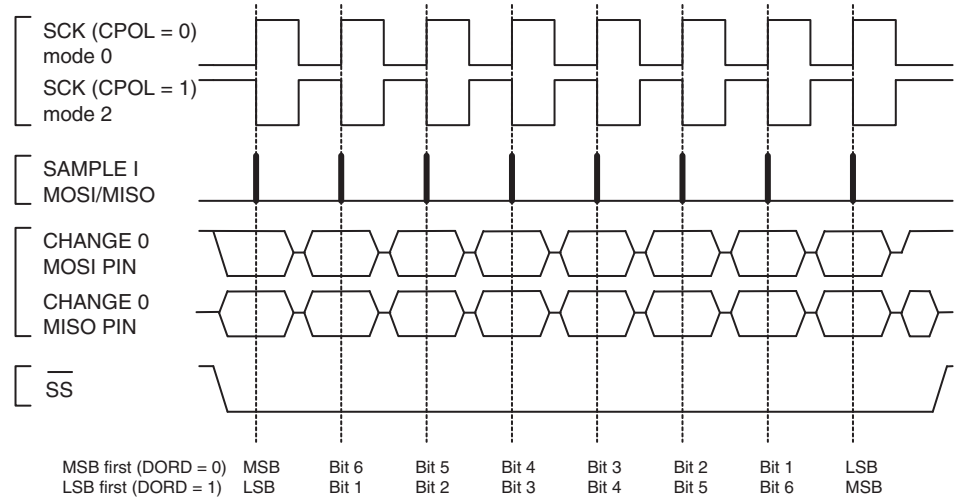 SCK (CPOL = 0)
mode 0
SCK (CPOL = 1)
mode 2
SAMPLE I
MOSI/MISO
CHANGE 0
MOSI PIN
CHANGE 0
MISO PIN
SS
MSB first (DORD = 0) MSB Bit 6 Bit 5 Bit 4 Bit 3 Bit 2 Bit 1 LSB
LSB first (DORD = 1) LSB Bit 1 Bit 2 Bit 3 Bit 4 Bit 5 Bit 6 MSB